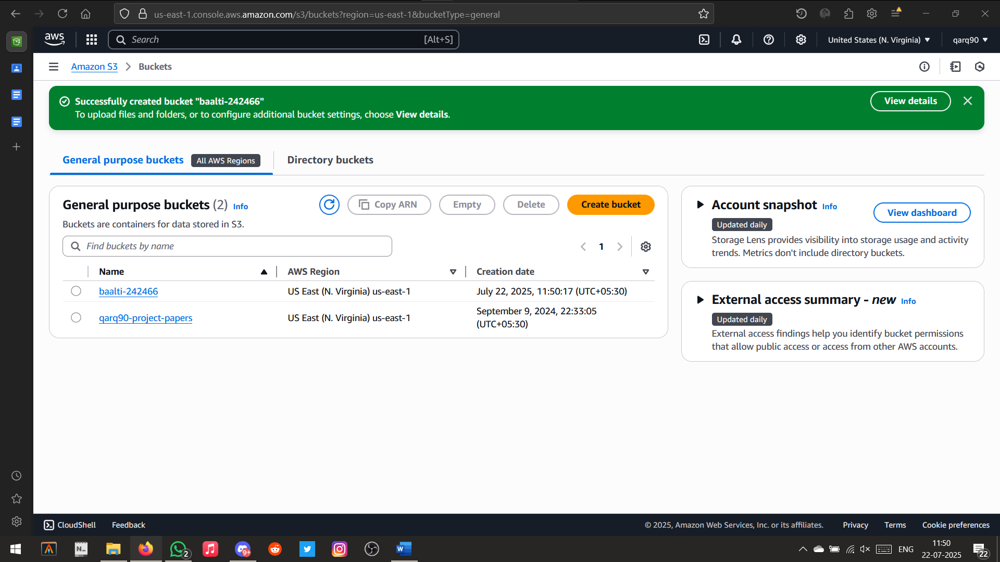 us-east-1.console.aws.amazon.com/s3/buckets?region=us-east-1&bucketType=general
aws
Search
[Alt+S]
United States (N. Virginia)
qarq90
Amazon S3
Buckets
Successfully created bucket "baalti-242466"
To upload files and folders, or to configure additional bucket settings, choose View details.
View details
General purpose buckets
All AWS Regions
Directory buckets
General purpose buckets (2) Info
Copy ARN
Empty
Delete
Create bucket
Buckets are containers for data stored in S3.
Find buckets by name
1
Name
AWS Region
Creation date
baalti-242466
US East (N. Virginia) us-east-1
July 22, 2025, 11:50:17 (UTC+05:30)
qarq90-project-papers
US East (N. Virginia) us-east-1
September 9, 2024, 22:33:05
(UTC+05:30)
Account snapshot Info
View dashboard
Updated daily
Storage Lens provides visibility into storage usage and activity
trends. Metrics don't include directory buckets.
External access summary - new Info
Updated daily
External access findings help you identify bucket permissions
that allow public access or access from other AWS accounts.
CloudShell
Feedback
© 2025, Amazon Web Services, Inc. or its affiliates.
Privacy
Terms
Cookie preferences
N_
2
9+
W
ENG
11:50
22-07-2025
22